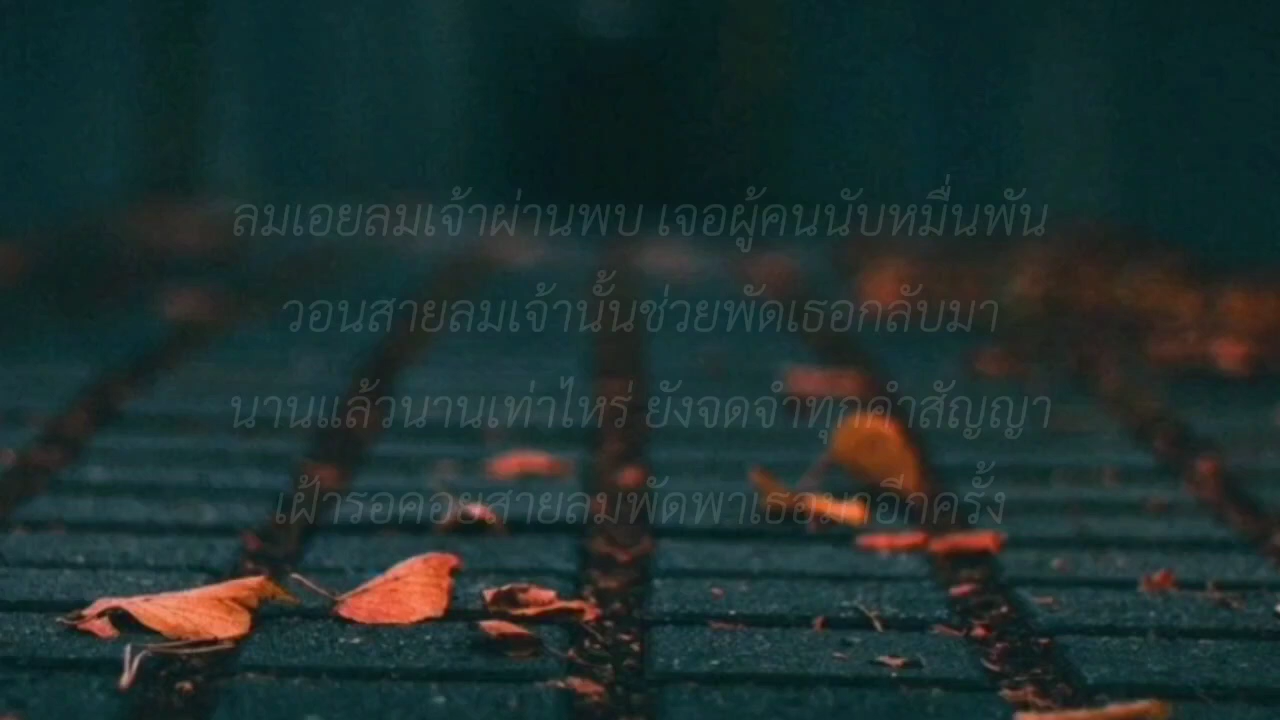 ลมเอยลมเจ้าผ่านพบ เจอผู้คนนับหมื่นพัน
วอนสายลมเจ้านั้นช่วยพัดเธอกลับมา
นานแล้วนานเท่าไหร่ ยังจดจำทุกคำสัญญา
เฝ้ารอคอยสายลมพัดพาเธอมาอีกครั้ง